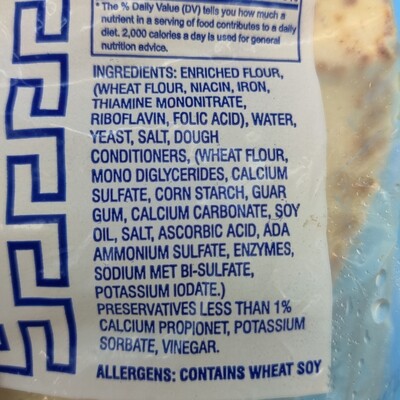 * The % Daily Value (DV) tells you how much a
nutrient in a serving of food contributes to a daily
diet. 2,000 calories a day is used for general
nutrition advice.
INGREDIENTS: ENRICHED FLOUR,
(WHEAT FLOUR, NIACIN, IRON,
THIAMINE MONONITRATE,
RIBOFLAVIN, FOLIC ACID), WATER,
YEAST, SALT, DOUGH
CONDITIONERS, (WHEAT FLOUR,
MONO DIGLYCERIDES, CALCIUM
SULFATE, CORN STARCH, GUAR
GUM, CALCIUM CARBONATE, SOY
OIL, SALT, ASCORBIC ACID, ADA
AMMONIUM SULFATE, ENZYMES,
SODIUM MET BI-SULFATE,
POTASSIUM IODATE.)
PRESERVATIVES LESS THAN 1%
CALCIUM PROPIONET, POTASSIUM
SORBATE, VINEGAR.
ALLERGENS: CONTAINS WHEAT SOY